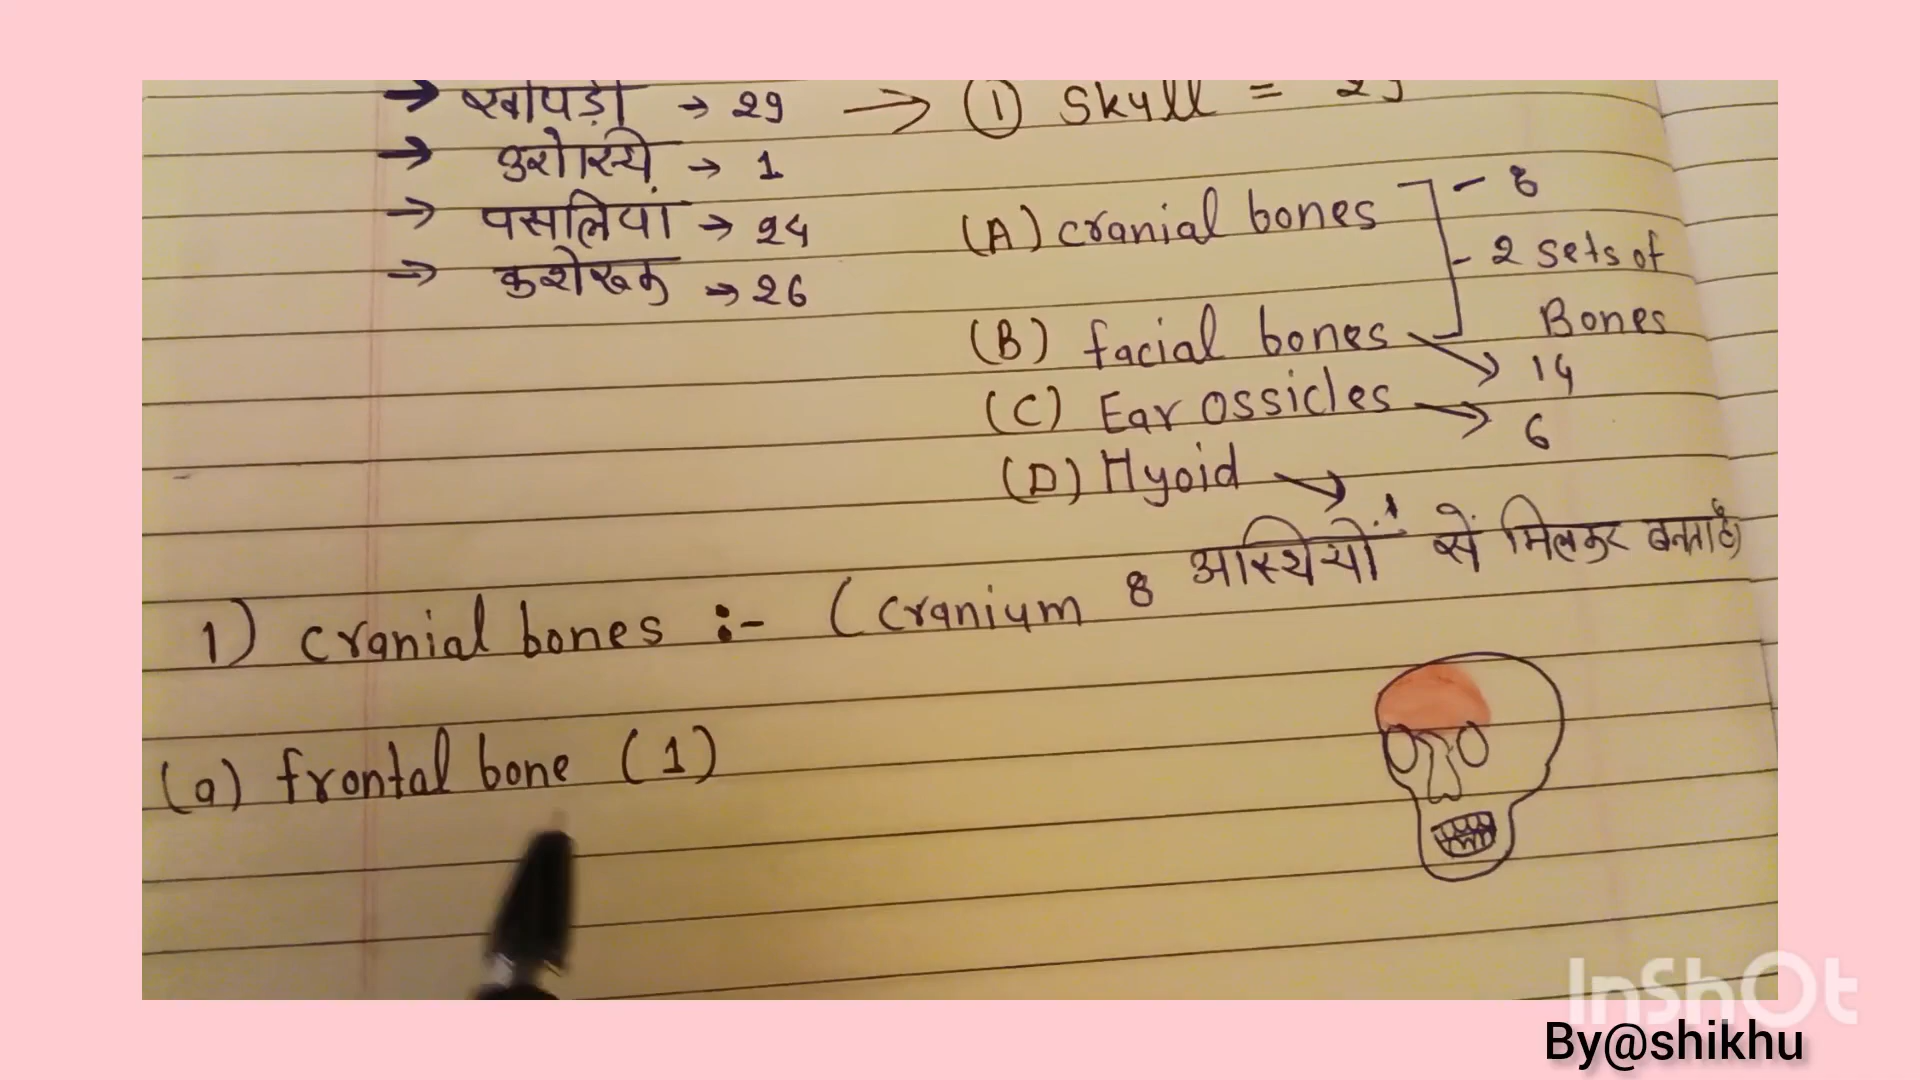 → खोपड़ी → 29 → ① Skull = 29
→ → 1
→ पसलियां → 24
→ कशेरूक → 26
(A) cranial bones - 8
- 2 sets of Bones
(B) facial bones → 14
(C) Ear ossicles → 6
(D) Hyoid → 1
1) cranial bones :- (cranium 8 अस्थियों से मिलकर बनता है)
(a) frontal bone (1)
InShOt
By@shikhu